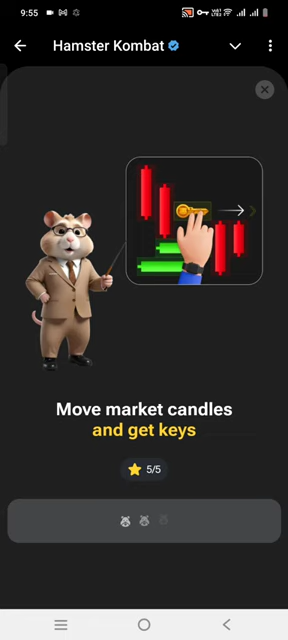 9:55
Hamster Kombat
Move market candles
and get keys
5/5